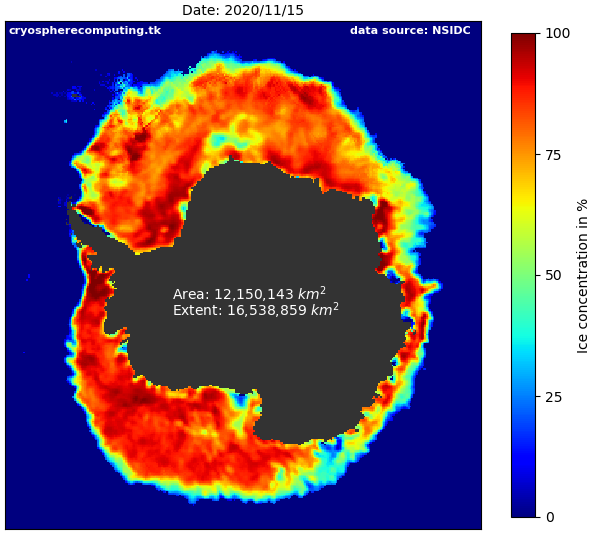 Date: 2020/11/15
cryospherecomputing.tk
data source: NSIDC
100
75
50
25
0
Ice concentration in %
Area: 12,150,143 km²
Extent: 16,538,859 km²